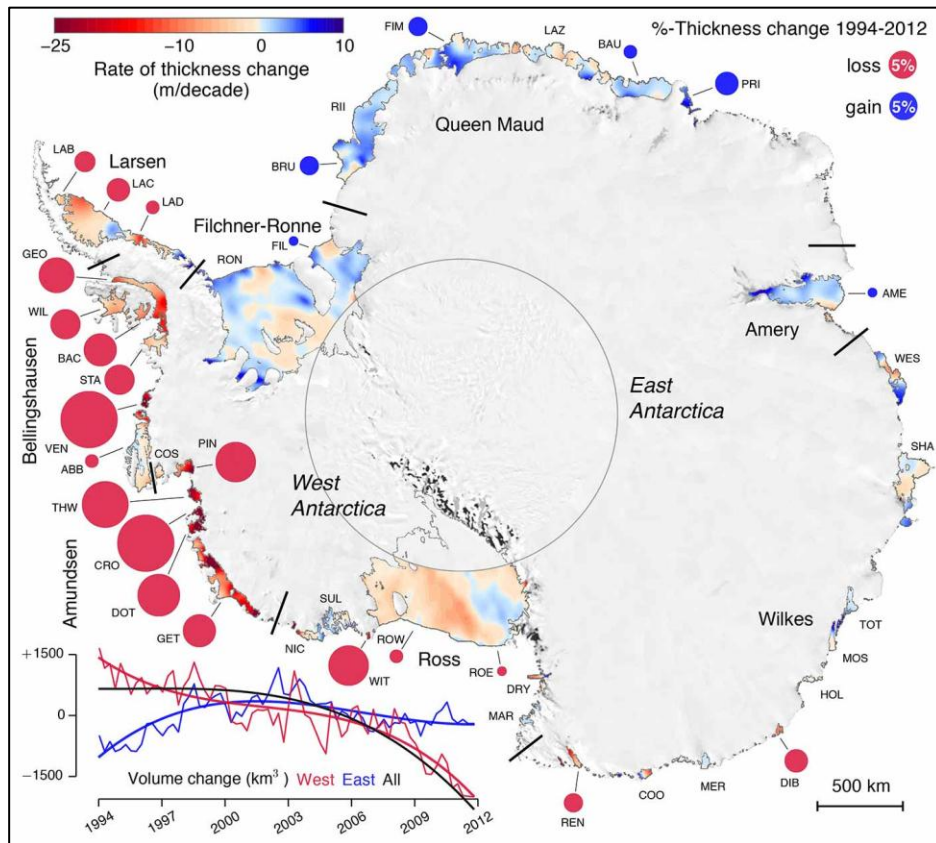 −25 −10 0 10
Rate of thickness change
(m/decade)
%-Thickness change 1994-2012
loss 5%
gain 5%
FIM
LAZ
BAU
PRI
RII
Queen Maud
BRU
LAB
Larsen
LAC
LAD
Filchner-Ronne
FIL
RON
GEO
WIL
BAC
STA
Bellingshausen
VEN
ABB
COS
PIN
THW
CRO
DOT
GET
Amundsen
West
Antarctica
East
Antarctica
AME
Amery
WES
SHA
Wilkes
TOT
MOS
HOL
DIB
MER
COO
REN
MAR
DRY
ROE
Ross
ROW
WIT
SUL
NIC
500 km
+1500
0
−1500
Volume change (km³) West East All
1994 1997 2000 2003 2006 2009 2012